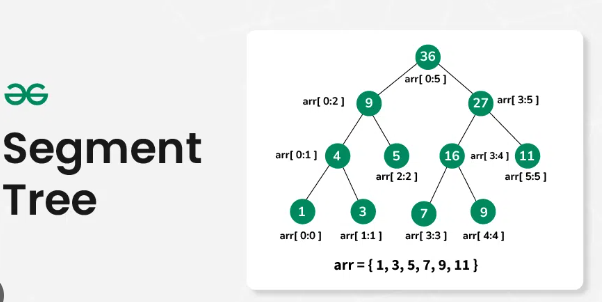 Segment
Tree
36
arr[ 0:5 ]
arr[ 0:2 ] 9 27 arr[ 3:5 ]
arr[ 0:1 ] 4 5 16 arr[ 3:4 ] 11
arr[ 2:2 ] arr[ 5:5 ]
1 3 7 9
arr[ 0:0 ] arr[ 1:1 ] arr[ 3:3 ] arr[ 4:4 ]
arr = { 1, 3, 5, 7, 9, 11 }